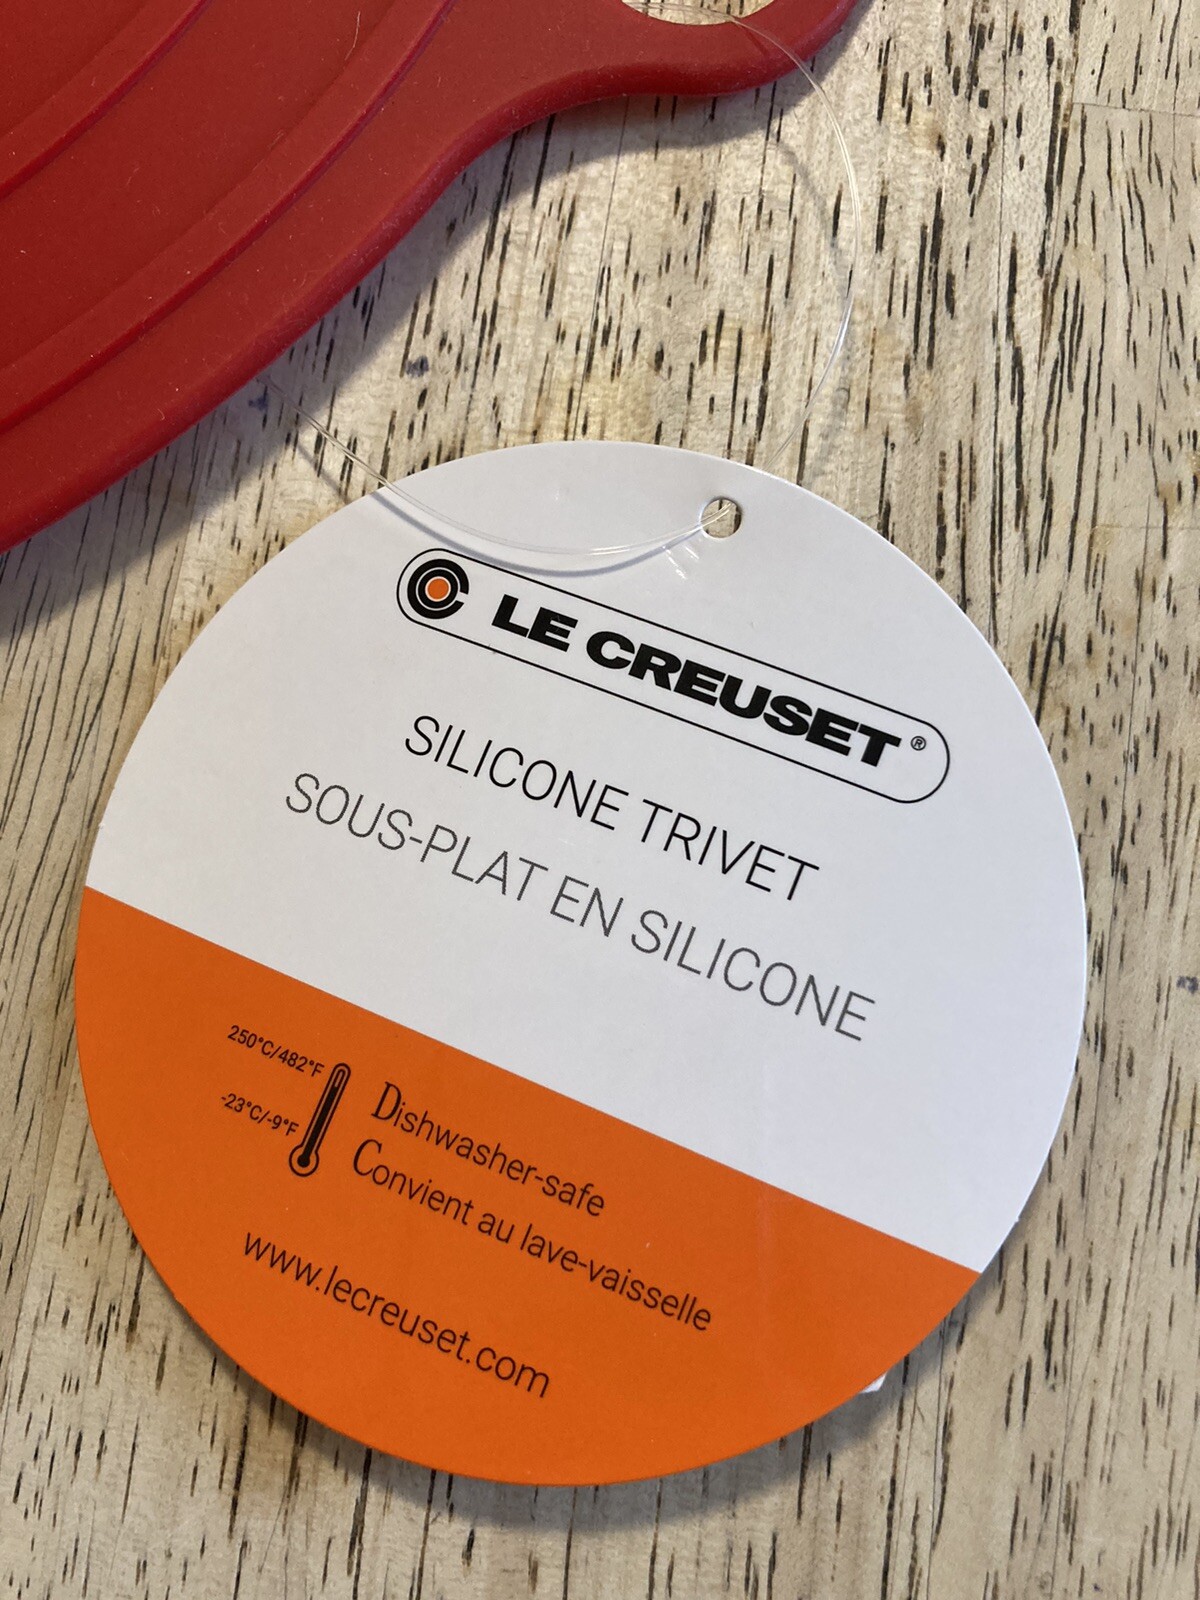 LE CREUSET®
SILICONE TRIVET
SOUS-PLAT EN SILICONE
250°C/482°F
-23°C/-9°F
Dishwasher-safe
Convient au lave-vaisselle
www.lecreuset.com